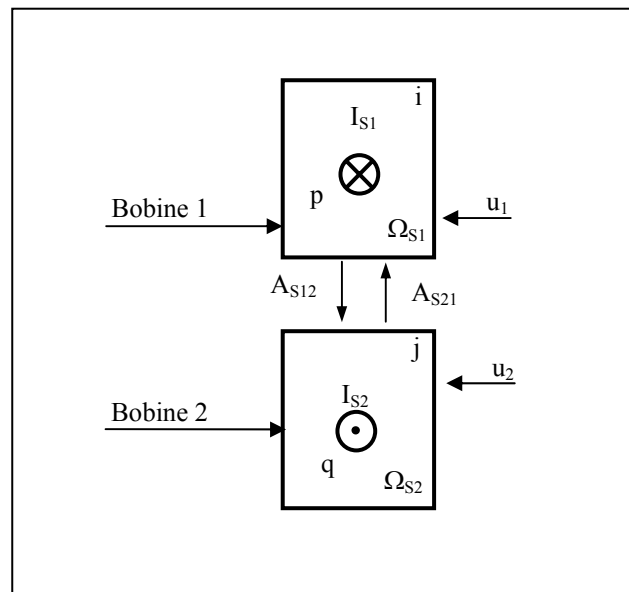 i
I_S1
p
Bobine 1
u_1
Ω_S1
A_S12
A_S21
j
u_2
I_S2
Bobine 2
q
Ω_S2